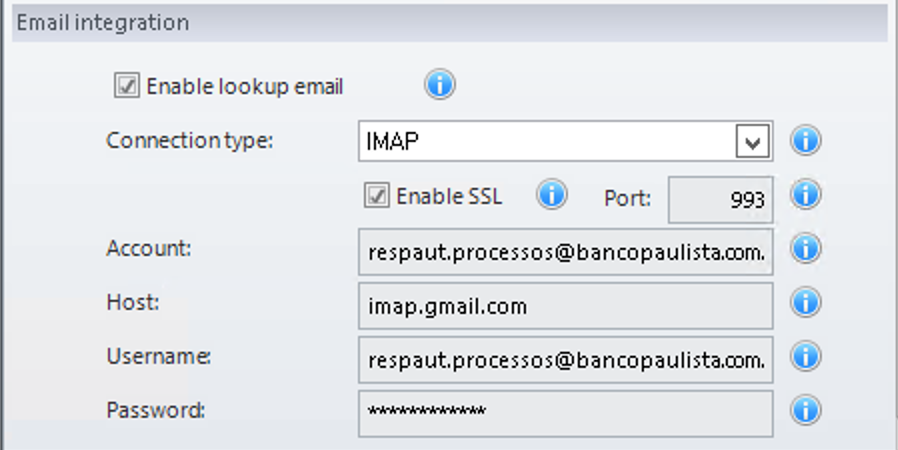 Email integration
Enable lookup email
Connection type: IMAP
Enable SSL Port: 993
Account: respaut.processos@bancopaulista.com.
Host: imap.gmail.com
Username: respaut.processos@bancopaulista.com.
Password: ************